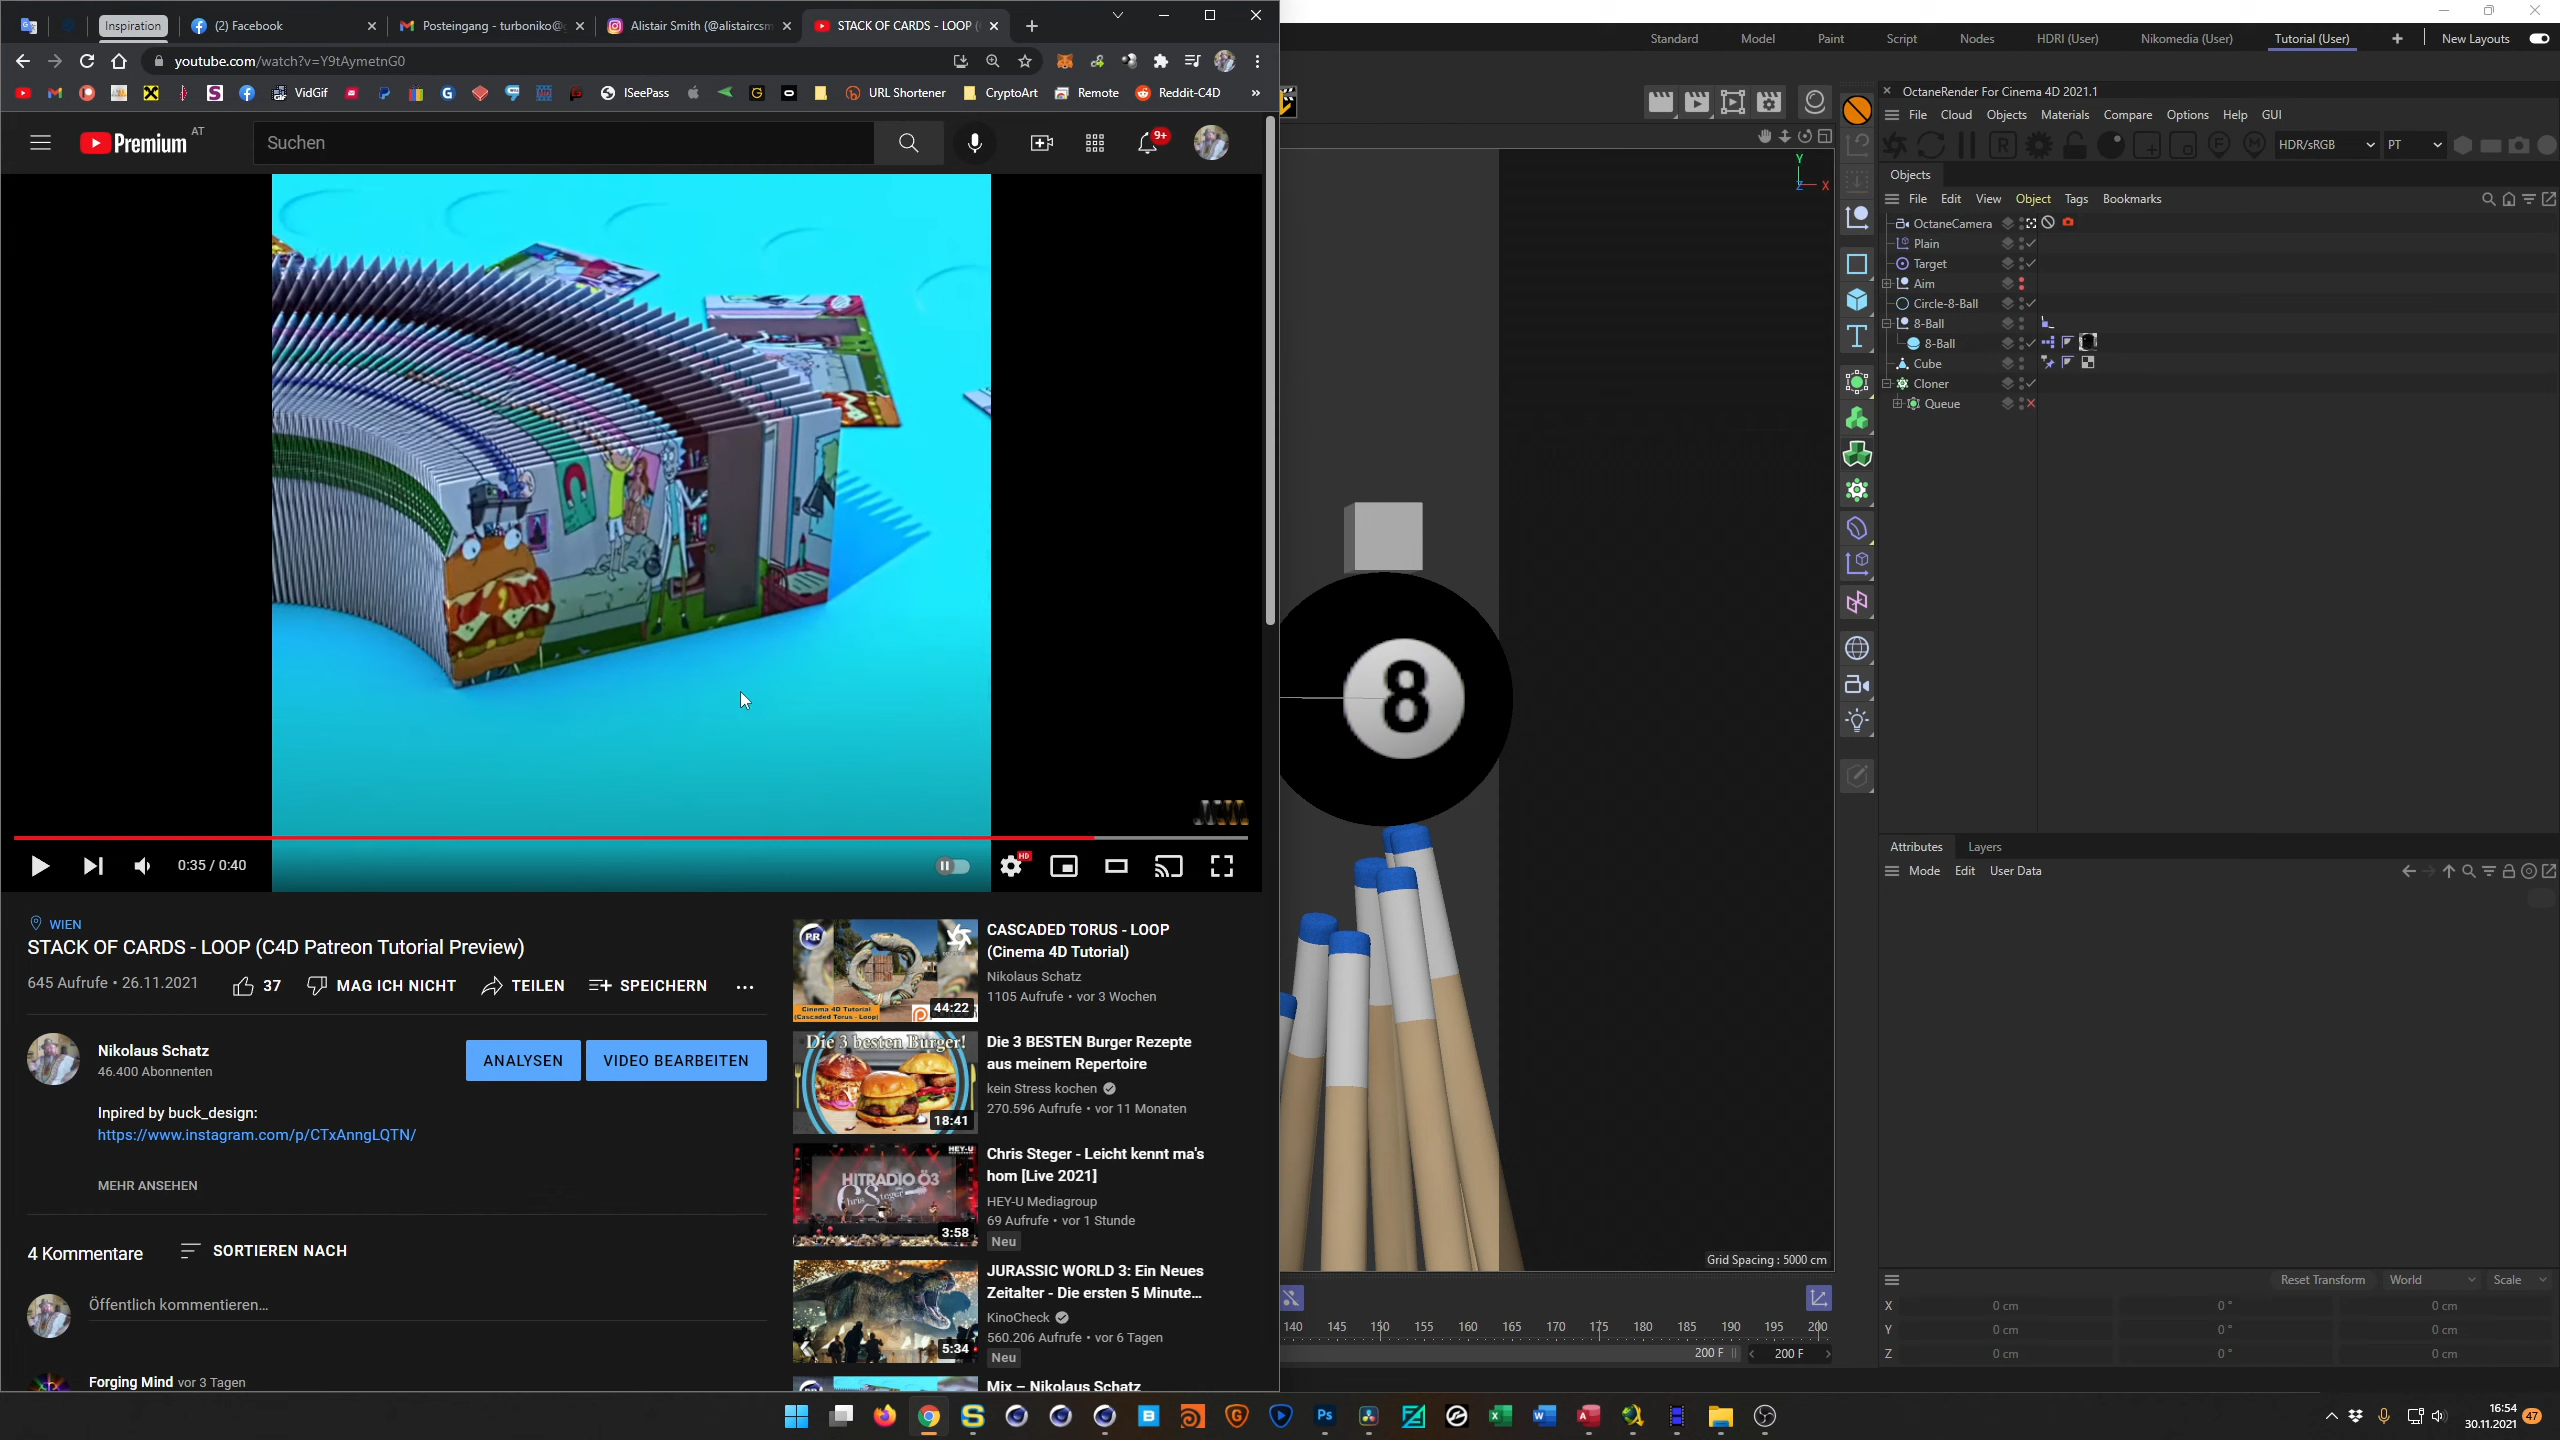 Inspiration
(2) Facebook
Posteingang - turboniko@
Alistair Smith (@alistaircsm
STACK OF CARDS - LOOP (
youtube.com/watch?v=Y9tAymetnG0
VidGif
ISeePass
URL Shortener
CryptoArt
Remote
Reddit-C4D
Premium
AT
Suchen
9+
0:35 / 0:40
HD
WIEN
STACK OF CARDS - LOOP (C4D Patreon Tutorial Preview)
645 Aufrufe • 26.11.2021
37
MAG ICH NICHT
TEILEN
SPEICHERN
Nikolaus Schatz
46.400 Abonnenten
ANALYSEN
VIDEO BEARBEITEN
Inpired by buck_design:
https://www.instagram.com/p/CTxAnngLQTN/
MEHR ANSEHEN
4 Kommentare
SORTIEREN NACH
Öffentlich kommentieren...
Forging Mind vor 3 Tagen
Cinema 4D Tutorial
(Cascaded Torus - Loop)
44:22
CASCADED TORUS - LOOP
(Cinema 4D Tutorial)
Nikolaus Schatz
1105 Aufrufe • vor 3 Wochen
Die 3 besten Burger!
18:41
Die 3 BESTEN Burger Rezepte
aus meinem Repertoire
kein Stress kochen
270.596 Aufrufe • vor 11 Monaten
HEY-U
HITRADIO Ö3
Chris Steger
3:58
Chris Steger - Leicht kennt ma's
hom [Live 2021]
HEY-U Mediagroup
69 Aufrufe • vor 1 Stunde
Neu
5:34
JURASSIC WORLD 3: Ein Neues
Zeitalter - Die ersten 5 Minute...
KinoCheck
560.206 Aufrufe • vor 6 Tagen
Neu
Mix – Nikolaus Schatz
Standard
Model
Paint
Script
Nodes
HDRI (User)
Nikomedia (User)
Tutorial (User)
New Layouts
OctaneRender For Cinema 4D 2021.1
File
Cloud
Objects
Materials
Compare
Options
Help
GUI
HDR/sRGB
PT
Objects
File
Edit
View
Object
Tags
Bookmarks
OctaneCamera
Plain
Target
Aim
Circle-8-Ball
8-Ball
8-Ball
Cube
Cloner
Queue
Y
Z
X
8
Grid Spacing : 5000 cm
140 145 150 155 160 165 170 175 180 185 190 195 200
200 F
200 F
Attributes
Layers
Mode
Edit
User Data
Reset Transform
World
Scale
X 0 cm 0 ° 0 cm
Y 0 cm 0 ° 0 cm
Z 0 cm 0 ° 0 cm
Ps
16:54
30.11.2021
47